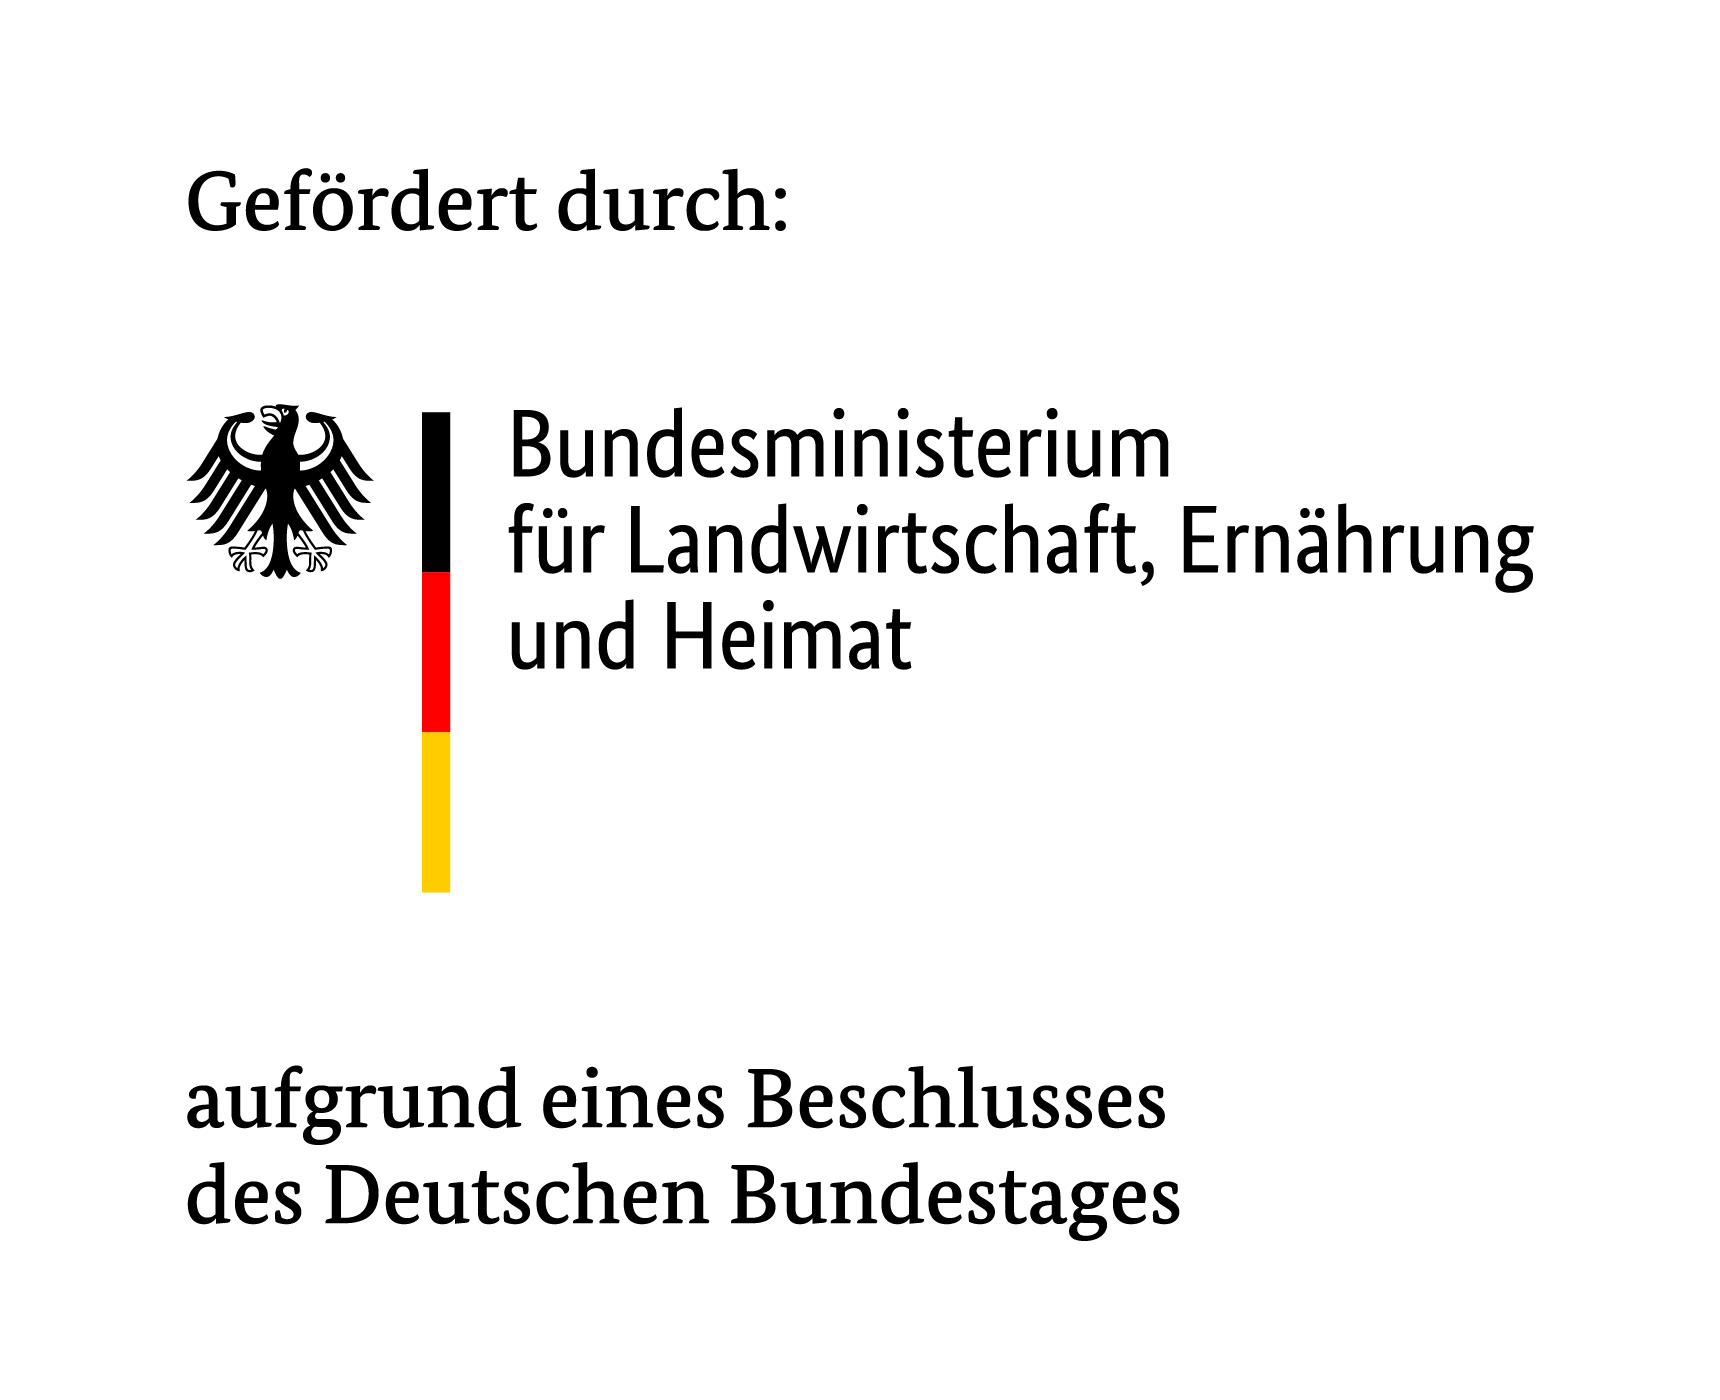 Gefördert durch:
Bundesministerium
für Landwirtschaft, Ernährung
und Heimat
aufgrund eines Beschlusses
des Deutschen Bundestages